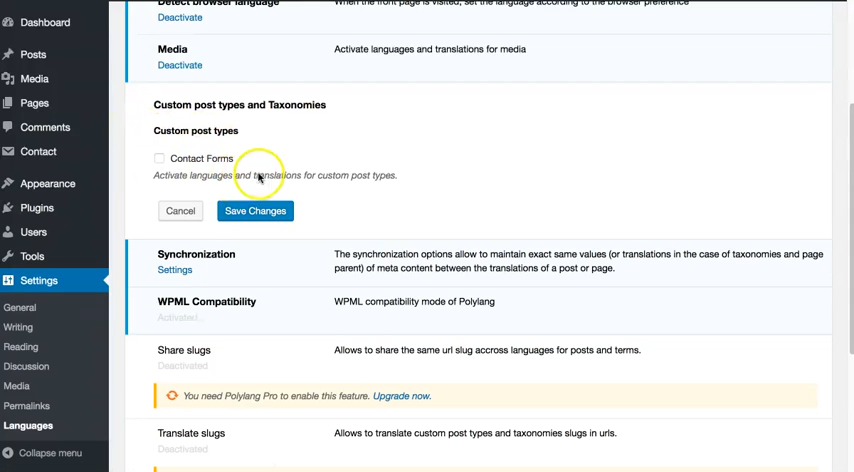 Dashboard
Posts
Media
Pages
Comments
Contact
Appearance
Plugins
Users
Tools
Settings
General
Writing
Reading
Discussion
Media
Permalinks
Languages
Collapse menu
Detect browser language
When the front page is visited, set the language according to the browser preference
Deactivate
Media
Activate languages and translations for media
Deactivate
Custom post types and Taxonomies
Custom post types
Contact Forms
Activate languages and translations for custom post types.
Cancel
Save Changes
Synchronization
The synchronization options allow to maintain exact same values (or translations in the case of taxonomies and page
parent) of meta content between the translations of a post or page.
Settings
WPML Compatibility
WPML compatibility mode of Polylang
Activated.
Share slugs
Allows to share the same url slug accross languages for posts and terms.
Deactivated
You need Polylang Pro to enable this feature. Upgrade now.
Translate slugs
Allows to translate custom post types and taxonomies slugs in urls.
Deactivated